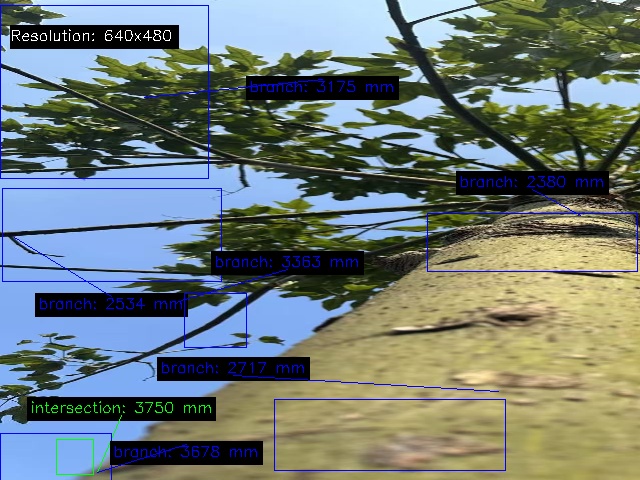 Resolution: 640x480
branch: 3175 mm
branch: 2380 mm
branch: 3363 mm
branch: 2534 mm
branch: 2717 mm
intersection: 3750 mm
branch: 3678 mm